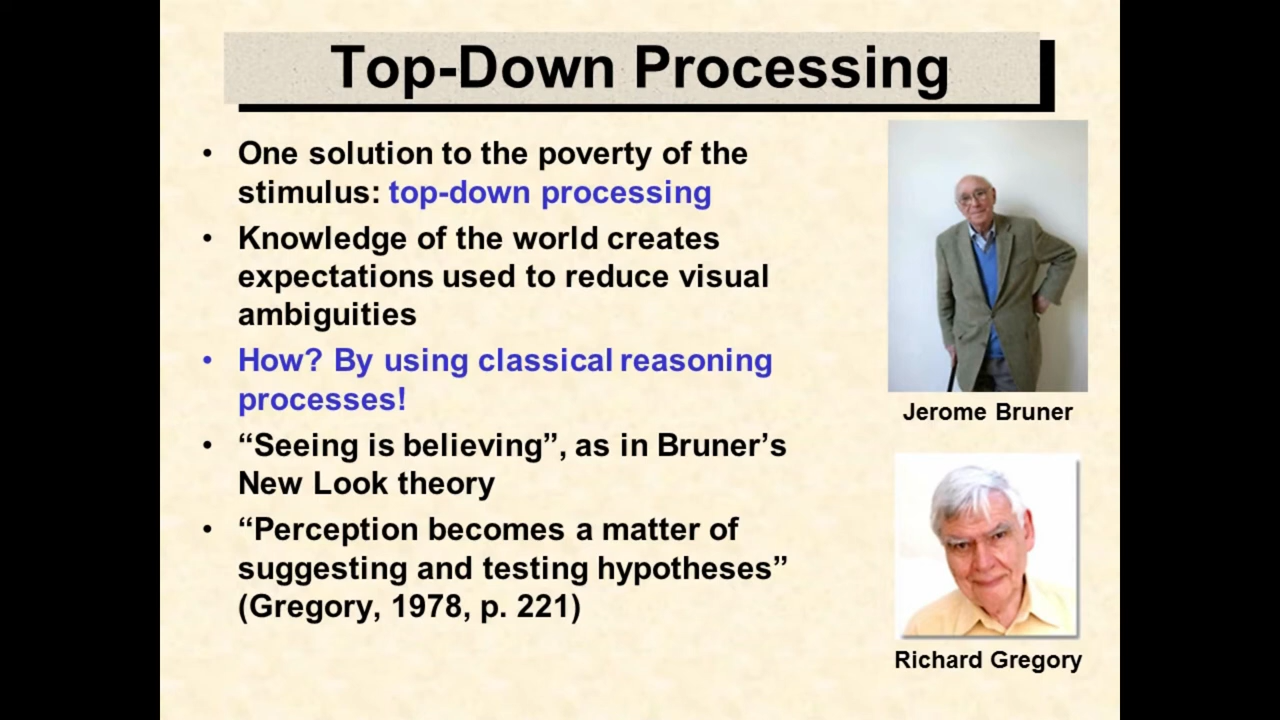 Top-Down Processing
• One solution to the poverty of the
stimulus: top-down processing
• Knowledge of the world creates
expectations used to reduce visual
ambiguities
• How? By using classical reasoning
processes!
• “Seeing is believing”, as in Bruner’s
New Look theory
• “Perception becomes a matter of
suggesting and testing hypotheses”
(Gregory, 1978, p. 221)
Jerome Bruner
Richard Gregory